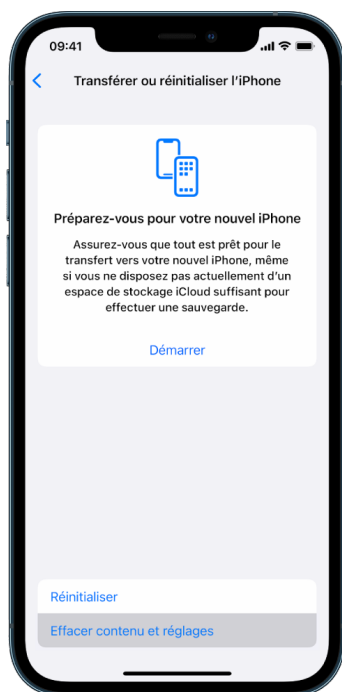 09:41
Transférer ou réinitialiser l’iPhone
Préparez-vous pour votre nouvel iPhone
Assurez-vous que tout est prêt pour le
transfert vers votre nouvel iPhone, même
si vous ne disposez pas actuellement d’un
espace de stockage iCloud suffisant pour
effectuer une sauvegarde.
Démarrer
Réinitialiser
Effacer contenu et réglages